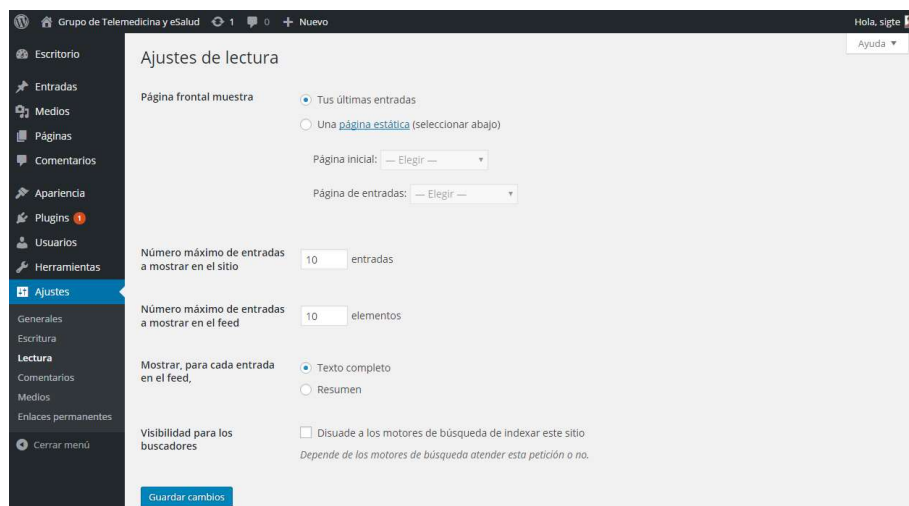 Grupo de Telemedicina y eSalud 1 0 + Nuevo Hola, sigte
Ayuda ▼
Escritorio
Entradas
Medios
Páginas
Comentarios
Apariencia
Plugins 1
Usuarios
Herramientas
Ajustes
Generales
Escritura
Lectura
Comentarios
Medios
Enlaces permanentes
Cerrar menú
Ajustes de lectura
Página frontal muestra
Tus últimas entradas
Una página estática (seleccionar abajo)
Página inicial: — Elegir — ▼
Página de entradas: — Elegir — ▼
Número máximo de entradas
a mostrar en el sitio
10 entradas
Número máximo de entradas
a mostrar en el feed
10 elementos
Mostrar, para cada entrada
en el feed,
Texto completo
Resumen
Visibilidad para los
buscadores
Disuade a los motores de búsqueda de indexar este sitio
Depende de los motores de búsqueda atender esta petición o no.
Guardar cambios